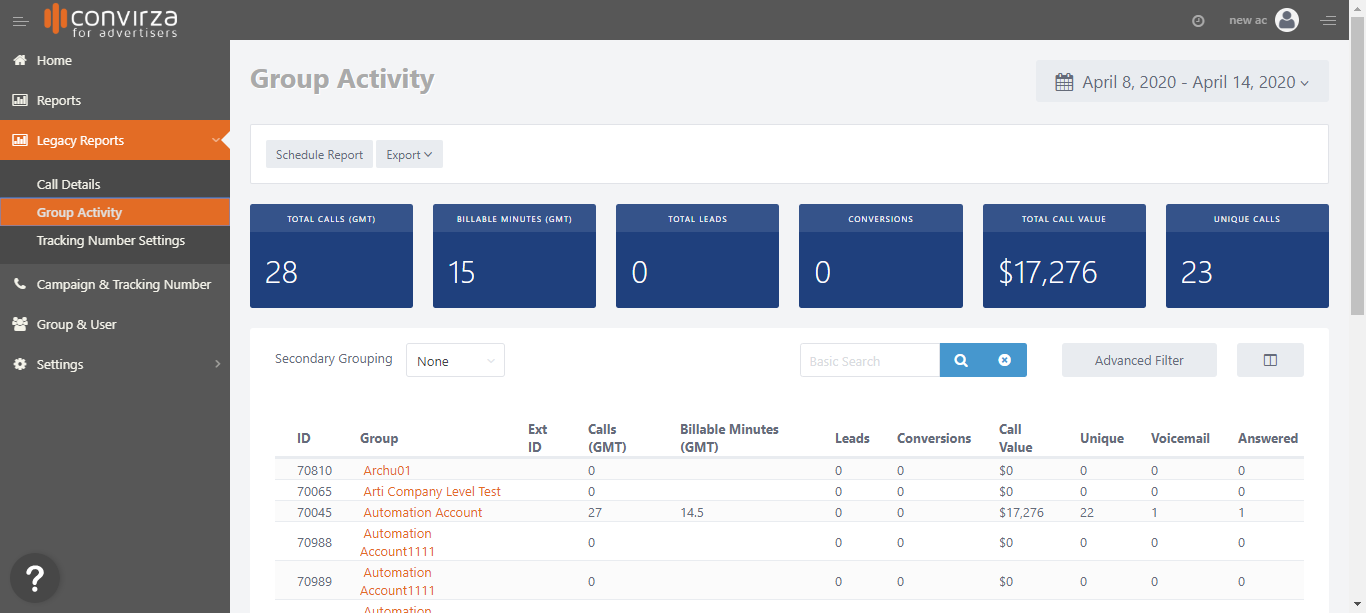 convirza
for advertisers
new ac
Home
Reports
Legacy Reports
Call Details
Group Activity
Tracking Number Settings
Campaign & Tracking Number
Group & User
Settings
?
Group Activity
April 8, 2020 - April 14, 2020
Schedule Report Export
TOTAL CALLS (GMT) BILLABLE MINUTES (GMT) TOTAL LEADS CONVERSIONS TOTAL CALL VALUE UNIQUE CALLS
28 15 0 0 $17,276 23
Secondary Grouping None Basic Search Advanced Filter
ID Group Ext ID Calls (GMT) Billable Minutes (GMT) Leads Conversions Call Value Unique Voicemail Answered
70810 Archu01 0 0 0 $0 0 0 0
70065 Arti Company Level Test 0 0 0 $0 0 0 0
70045 Automation Account 27 14.5 0 0 $17,276 22 1 1
70988 Automation Account1111 0 0 0 $0 0 0 0
70989 Automation Account1111 0 0 0 $0 0 0 0
Automation